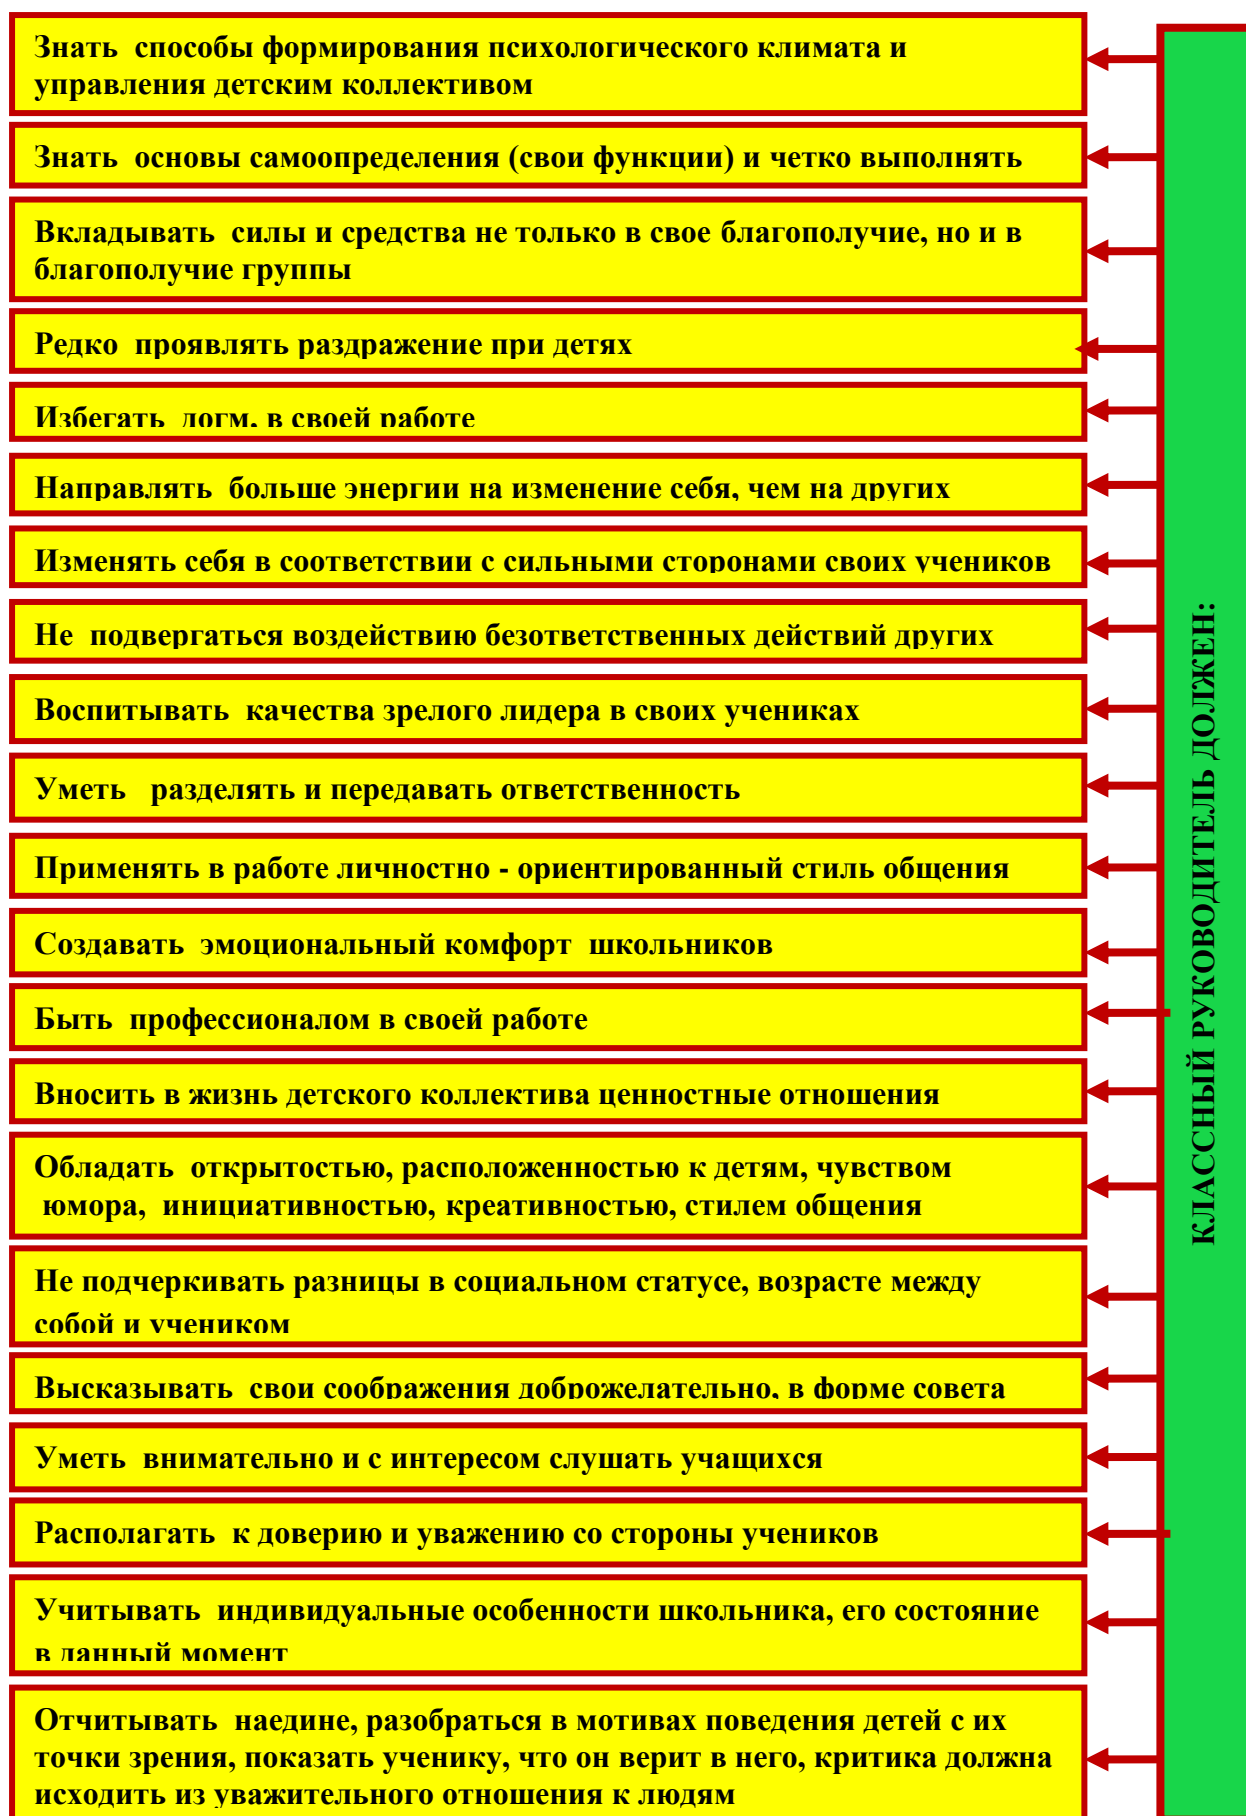 Знать способы формирования психологического климата и
управления детским коллективом
Знать основы самоопределения (свои функции) и четко выполнять
Вкладывать силы и средства не только в свое благополучие, но и в
благополучие группы
Редко проявлять раздражение при детях
Избегать догм, в своей работе
Направлять больше энергии на изменение себя, чем на других
Изменять себя в соответствии с сильными сторонами своих учеников
Не подвергаться воздействию безответственных действий других
Воспитывать качества зрелого лидера в своих учениках
Уметь разделять и передавать ответственность
Применять в работе личностно - ориентированный стиль общения
Создавать эмоциональный комфорт школьников
Быть профессионалом в своей работе
Вносить в жизнь детского коллектива ценностные отношения
Обладать открытостью, расположенностью к детям, чувством
юмора, инициативностью, креативностью, стилем общения
Не подчеркивать разницы в социальном статусе, возрасте между
собой и учеником
Высказывать свои соображения доброжелательно, в форме совета
Уметь внимательно и с интересом слушать учащихся
Располагать к доверию и уважению со стороны учеников
Учитывать индивидуальные особенности школьника, его состояние
в данный момент
Отчитывать наедине, разобраться в мотивах поведения детей с их
точки зрения, показать ученику, что он верит в него, критика должна
исходить из уважительного отношения к людям
КЛАССНЫЙ РУКОВОДИТЕЛЬ ДОЛЖЕН: